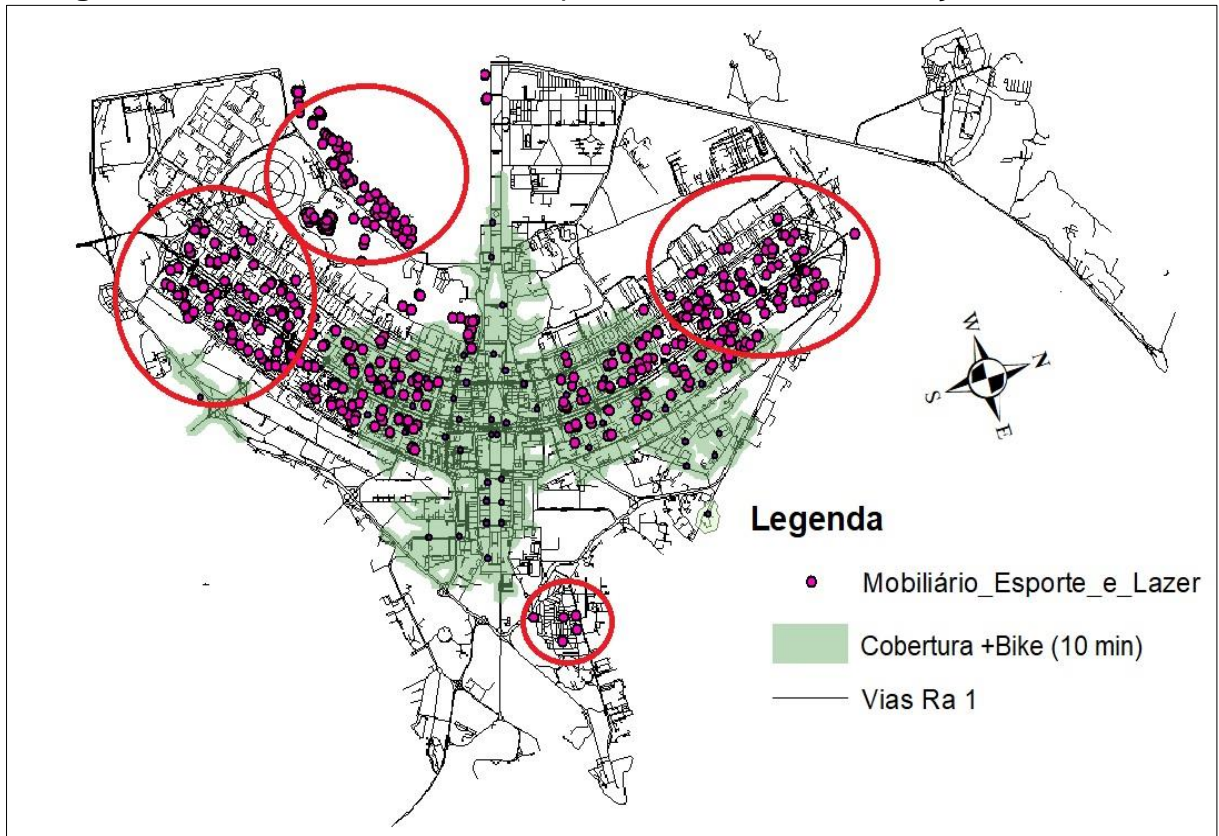 W
N
S
E
Legenda
Mobiliário_Esporte_e_Lazer
Cobertura +Bike (10 min)
Vias Ra 1